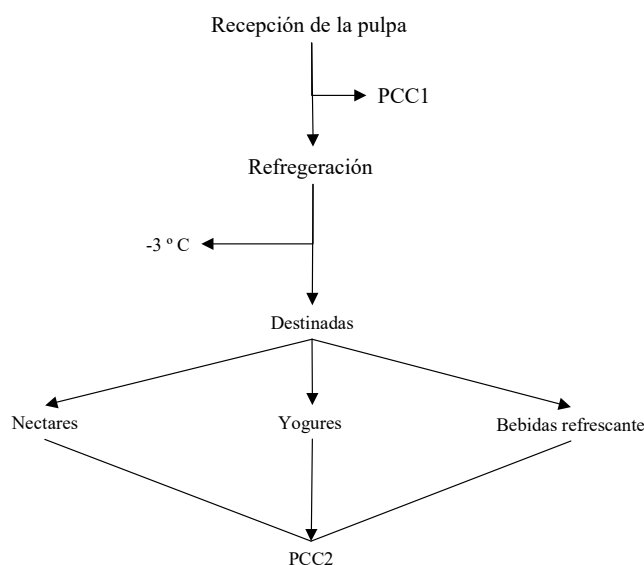 Recepción de la pulpa
PCC1
Refregeración
-3 º C
Destinadas
Nectares
Yogures
Bebidas refrescante
PCC2